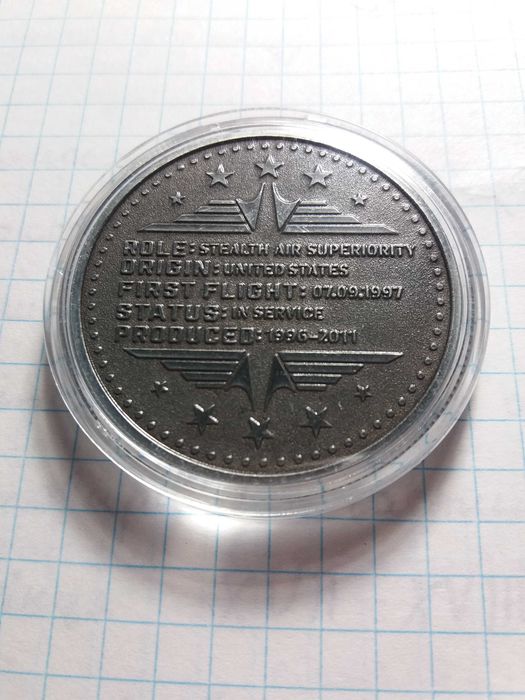 ROLE: STEALTH AIR SUPERIORITY
ORIGIN: UNITED STATES
FIRST FLIGHT: 07.09.1997
STATUS: IN SERVICE
PRODUCED: 1996-2011